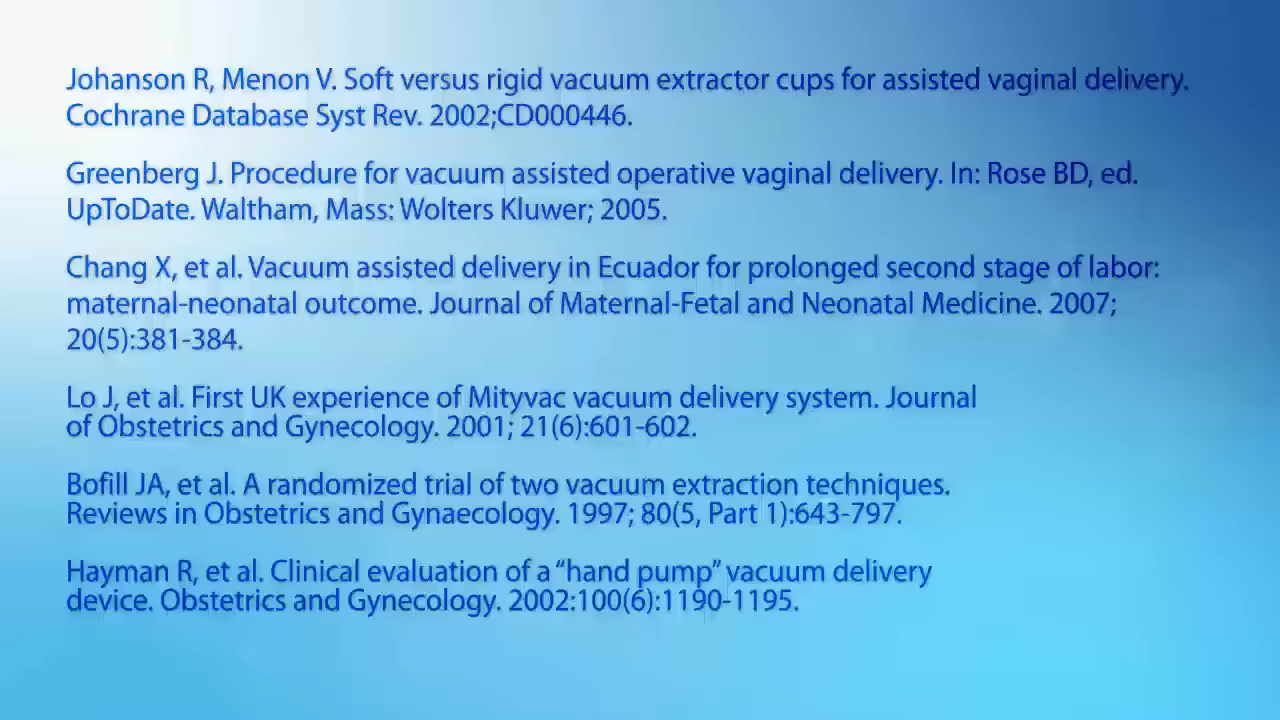 Johanson R, Menon V. Soft versus rigid vacuum extractor cups for assisted vaginal delivery.
Cochrane Database Syst Rev. 2002;CD000446.
Greenberg J. Procedure for vacuum assisted operative vaginal delivery. In: Rose BD, ed.
UpToDate. Waltham, Mass: Wolters Kluwer; 2005.
Chang X, et al. Vacuum assisted delivery in Ecuador for prolonged second stage of labor:
maternal-neonatal outcome. Journal of Maternal-Fetal and Neonatal Medicine. 2007;
20(5):381-384.
Lo J, et al. First UK experience of Mityvac vacuum delivery system. Journal
of Obstetrics and Gynecology. 2001; 21(6):601-602.
Bofill JA, et al. A randomized trial of two vacuum extraction techniques.
Reviews in Obstetrics and Gynaecology. 1997; 80(5, Part 1):643-797.
Hayman R, et al. Clinical evaluation of a “hand pump” vacuum delivery
device. Obstetrics and Gynecology. 2002:100(6):1190-1195.